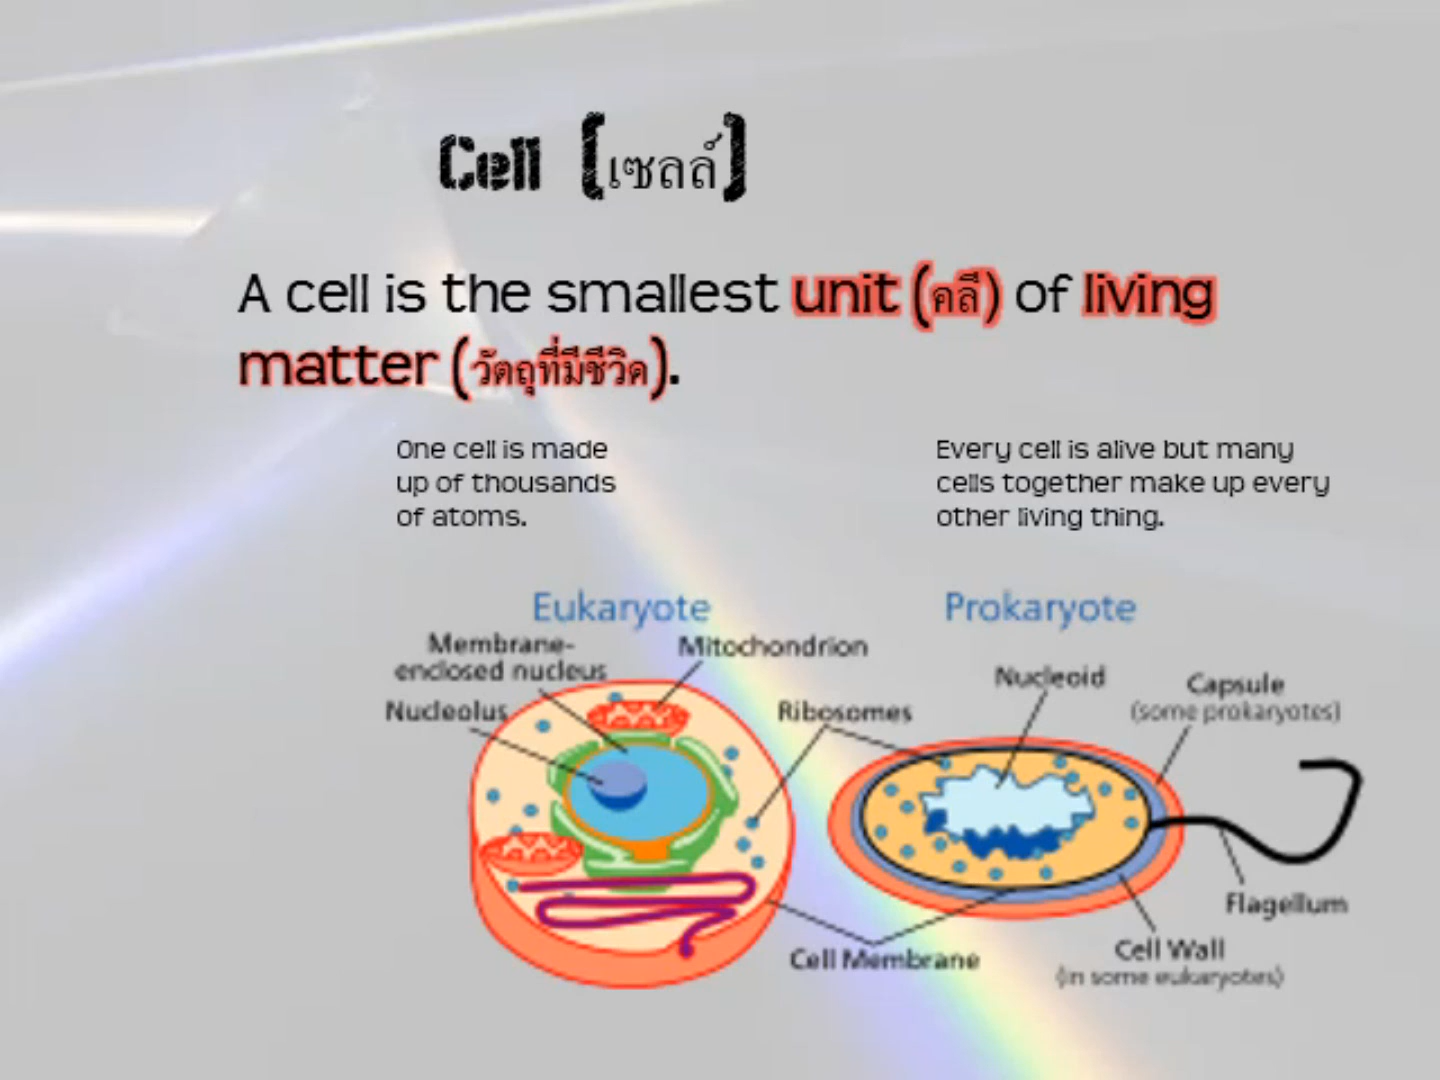 Cell [เซลล์]
A cell is the smallest unit (คลี) of living
matter (วัตถุที่มีชีวิต).
One cell is made
up of thousands
of atoms.
Every cell is alive but many
cells together make up every
other living thing.
Eukaryote
Prokaryote
Membrane-
enclosed nucleus
Mitochondrion
Nucleolus
Ribosomes
Nucleoid
Capsule
(some prokaryotes)
Flagellum
Cell Membrane
Cell Wall
(in some eukaryotes)